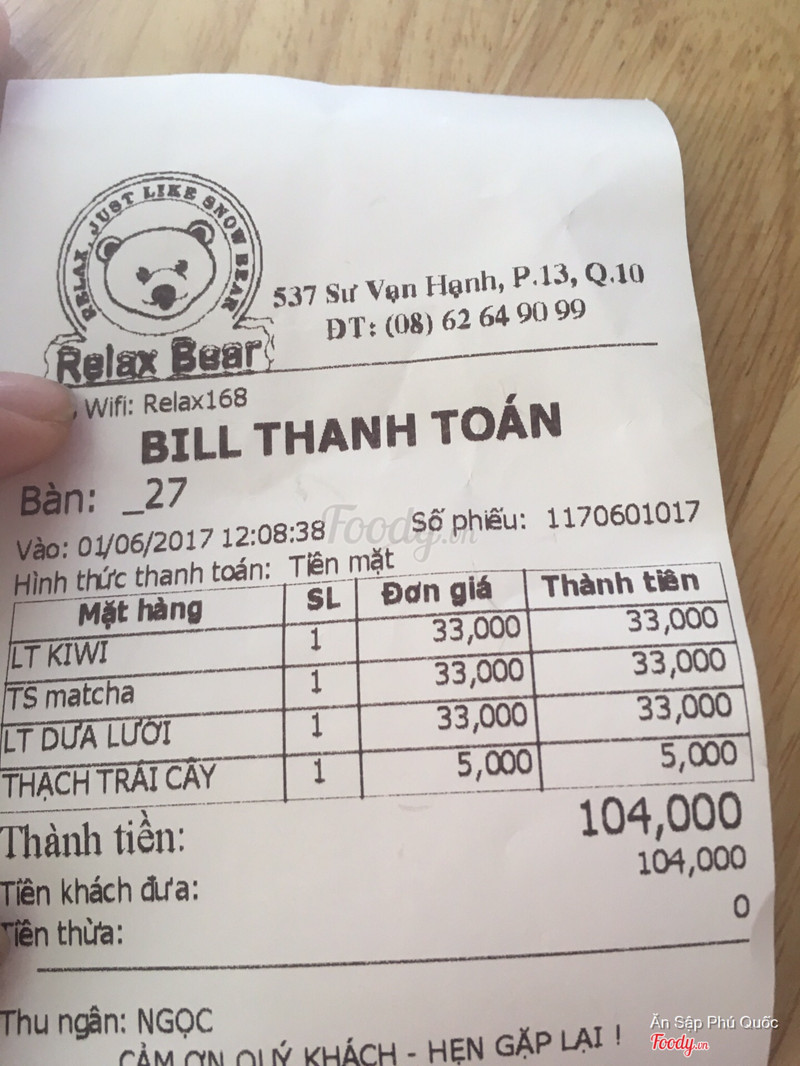 RELAX, JUST LIKE SNOW BEAR
Relax Bear
537 Sư Vạn Hạnh, P.13, Q.10
ĐT: (08) 62 64 90 99
Wifi: Relax168
BILL THANH TOÁN
Bàn: _27
Vào: 01/06/2017 12:08:38 Số phiếu: 1170601017
Hình thức thanh toán: Tiền mặt
Mặt hàng SL Đơn giá Thành tiền
LT KIWI 1 33,000 33,000
TS matcha 1 33,000 33,000
LT DƯA LƯỚI 1 33,000 33,000
THẠCH TRÁI CÂY 1 5,000 5,000
Thành tiền: 104,000
Tiền khách đưa: 104,000
Tiền thừa: 0
Thu ngân: NGỌC
CẢM ƠN QUÝ KHÁCH - HẸN GẶP LẠI !
Foody.vn
Ăn Sập Phú Quốc
Foody.vn